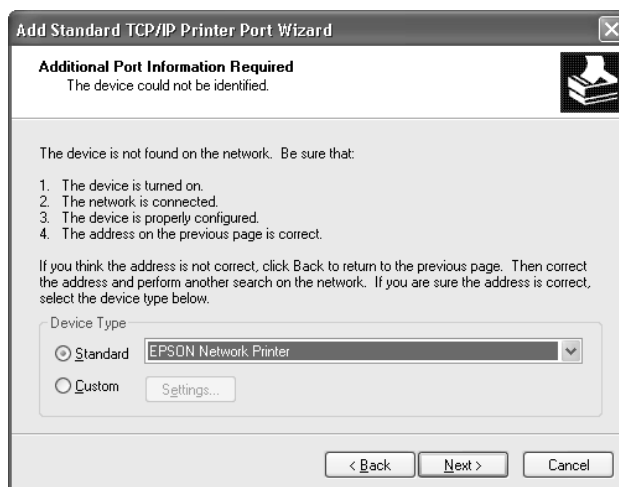 Add Standard TCP/IP Printer Port Wizard
Additional Port Information Required
The device could not be identified.
The device is not found on the network. Be sure that:
1. The device is turned on.
2. The network is connected.
3. The device is properly configured.
4. The address on the previous page is correct.
If you think the address is not correct, click Back to return to the previous page. Then correct
the address and perform another search on the network. If you are sure the address is correct,
select the device type below.
Device Type
Standard EPSON Network Printer
Custom Settings...
< Back Next > Cancel